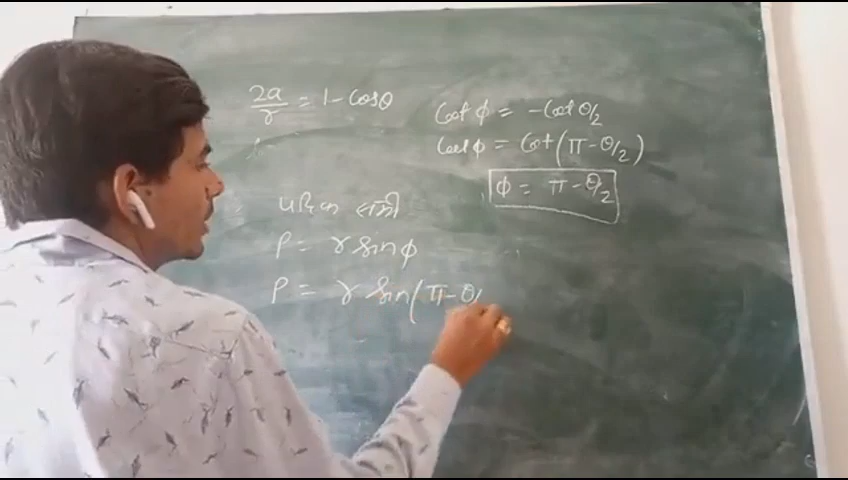 2a/r = 1 - Cosθ
Cot φ = -Cot θ/2
Cot φ = Cot (π - θ/2)
φ = π - θ/2
P = r Sin φ
P = r Sin (π - θ/